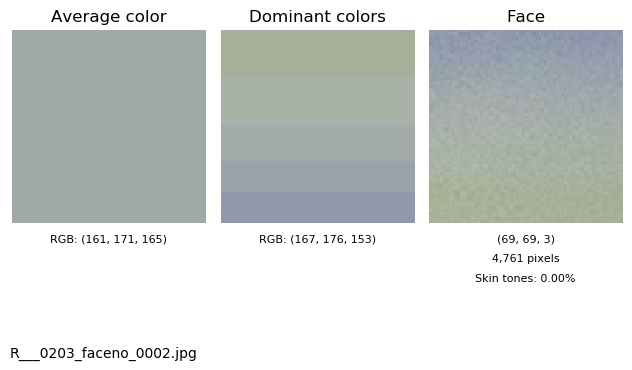 Average color
Dominant colors
Face
RGB: (161, 171, 165)
RGB: (167, 176, 153)
(69, 69, 3)
4,761 pixels
Skin tones: 0.00%
R___0203_faceno_0002.jpg